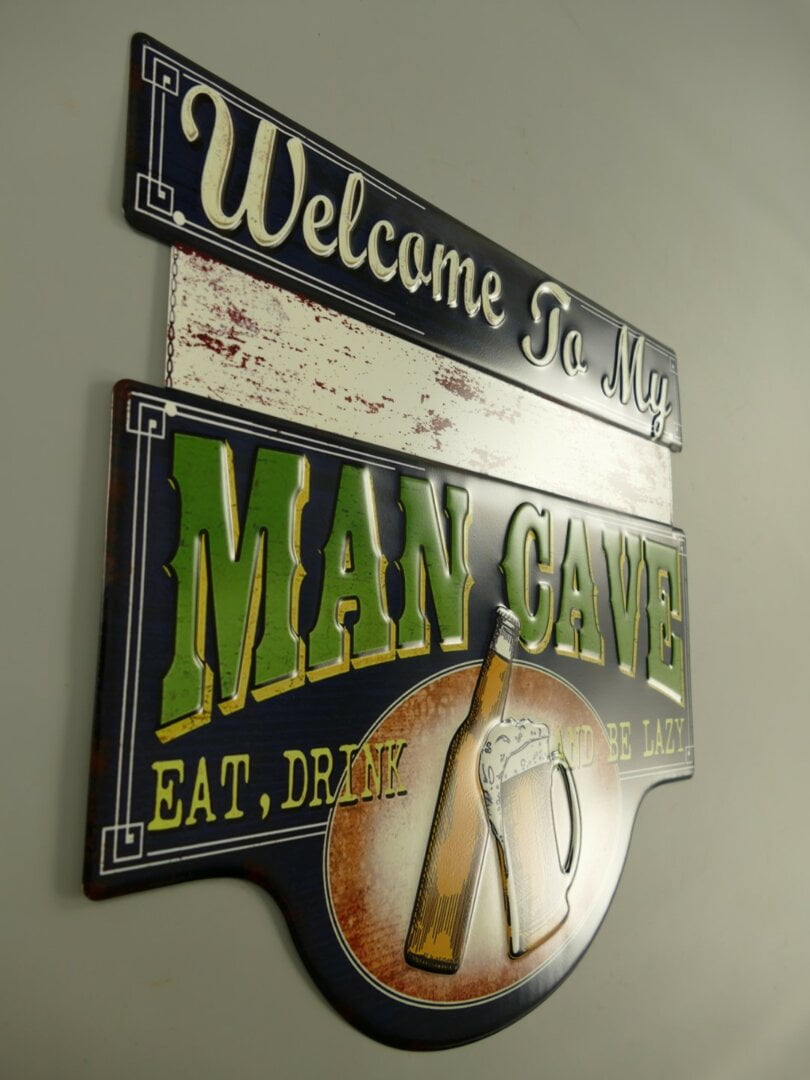 Welcome To My
MAN CAVE
EAT, DRINK AND BE LAZY